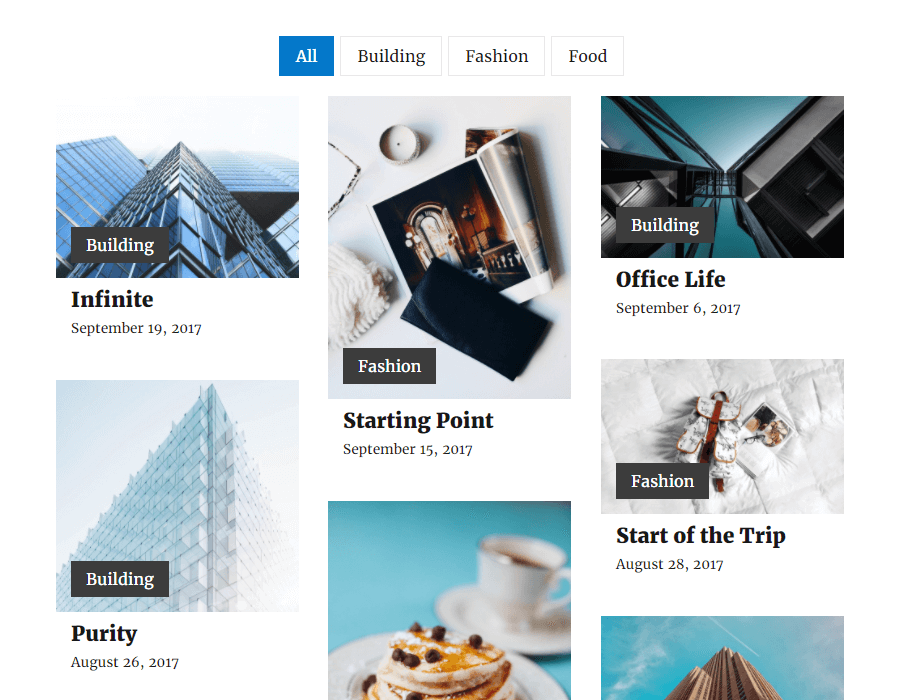 All
Building
Fashion
Food
Building
Infinite
September 19, 2017
Fashion
Starting Point
September 15, 2017
Building
Office Life
September 6, 2017
Fashion
Start of the Trip
August 28, 2017
Building
Purity
August 26, 2017